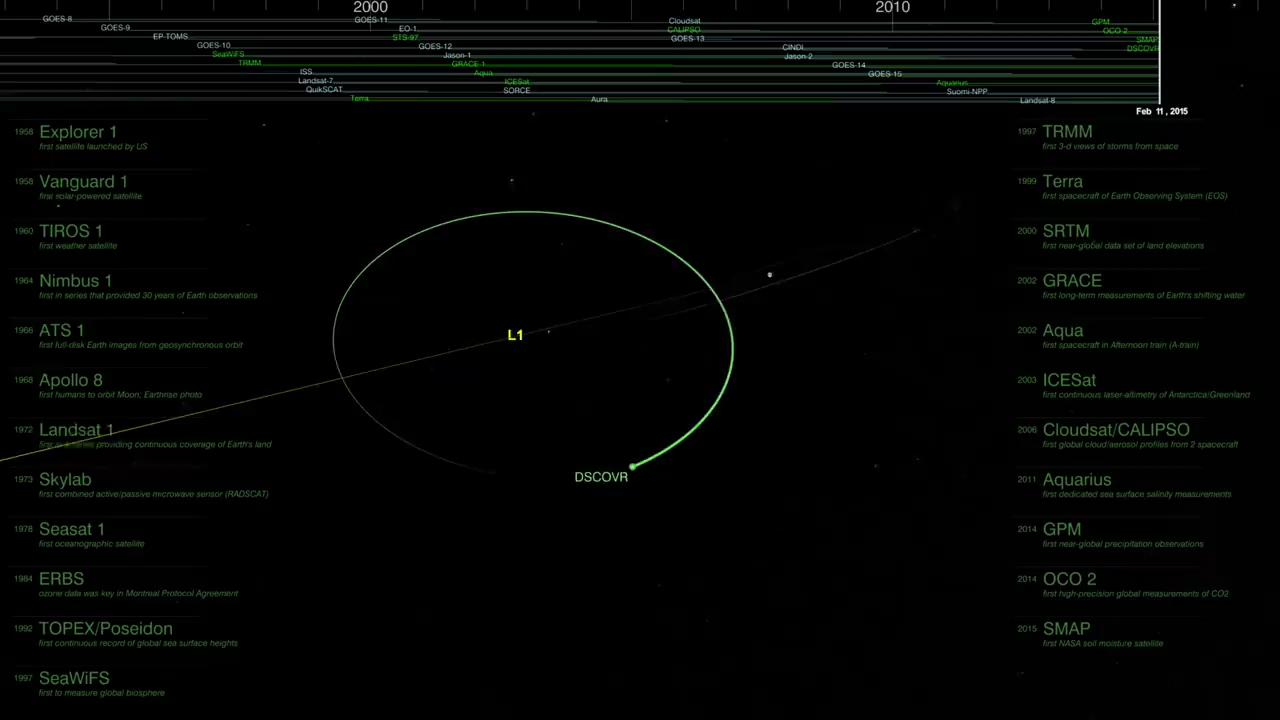 2000
2010
GOES-8
GOES-11
Cloudsat
GPM
GOES-9
EO-1
CALIPSO
OCO 2
EP-TOMS
STS-97
GOES-13
SMAP
GOES-10
GOES-12
CINDI
DSCOVR
SeaWiFS
Jason-1
Jason-2
TRMM
GRACE-1
GOES-14
ISS
Aqua
GOES-15
Landsat-7
ICESat
Aquarius
QuikSCAT
SORCE
Suomi-NPP
Terra
Aura
Landsat-8
Feb 11, 2015
1958 Explorer 1
first satellite launched by US
1958 Vanguard 1
first solar-powered satellite
1960 TIROS 1
first weather satellite
1964 Nimbus 1
first in series that provided 30 years of Earth observations
1966 ATS 1
first full-disk Earth images from geosynchronous orbit
1968 Apollo 8
first humans to orbit Moon; Earthrise photo
1972 Landsat 1
first in series providing continuous coverage of Earth's land
1973 Skylab
first combined active/passive microwave sensor (RADSCAT)
1978 Seasat 1
first oceanographic satellite
1984 ERBS
ozone data was key in Montreal Protocol Agreement
1992 TOPEX/Poseidon
first continuous record of global sea surface heights
1997 SeaWiFS
first to measure global biosphere
L1
DSCOVR
1997 TRMM
first 3-d views of storms from space
1999 Terra
first spacecraft of Earth Observing System (EOS)
2000 SRTM
first near-global data set of land elevations
2002 GRACE
first long-term measurements of Earth's shifting water
2002 Aqua
first spacecraft in Afternoon train (A-train)
2003 ICESat
first continuous laser-altimetry of Antarctica/Greenland
2006 Cloudsat/CALIPSO
first global cloud/aerosol profiles from 2 spacecraft
2011 Aquarius
first dedicated sea surface salinity measurements
2014 GPM
first near-global precipitation observations
2014 OCO 2
first high-precision global measurements of CO2
2015 SMAP
first NASA soil moisture satellite